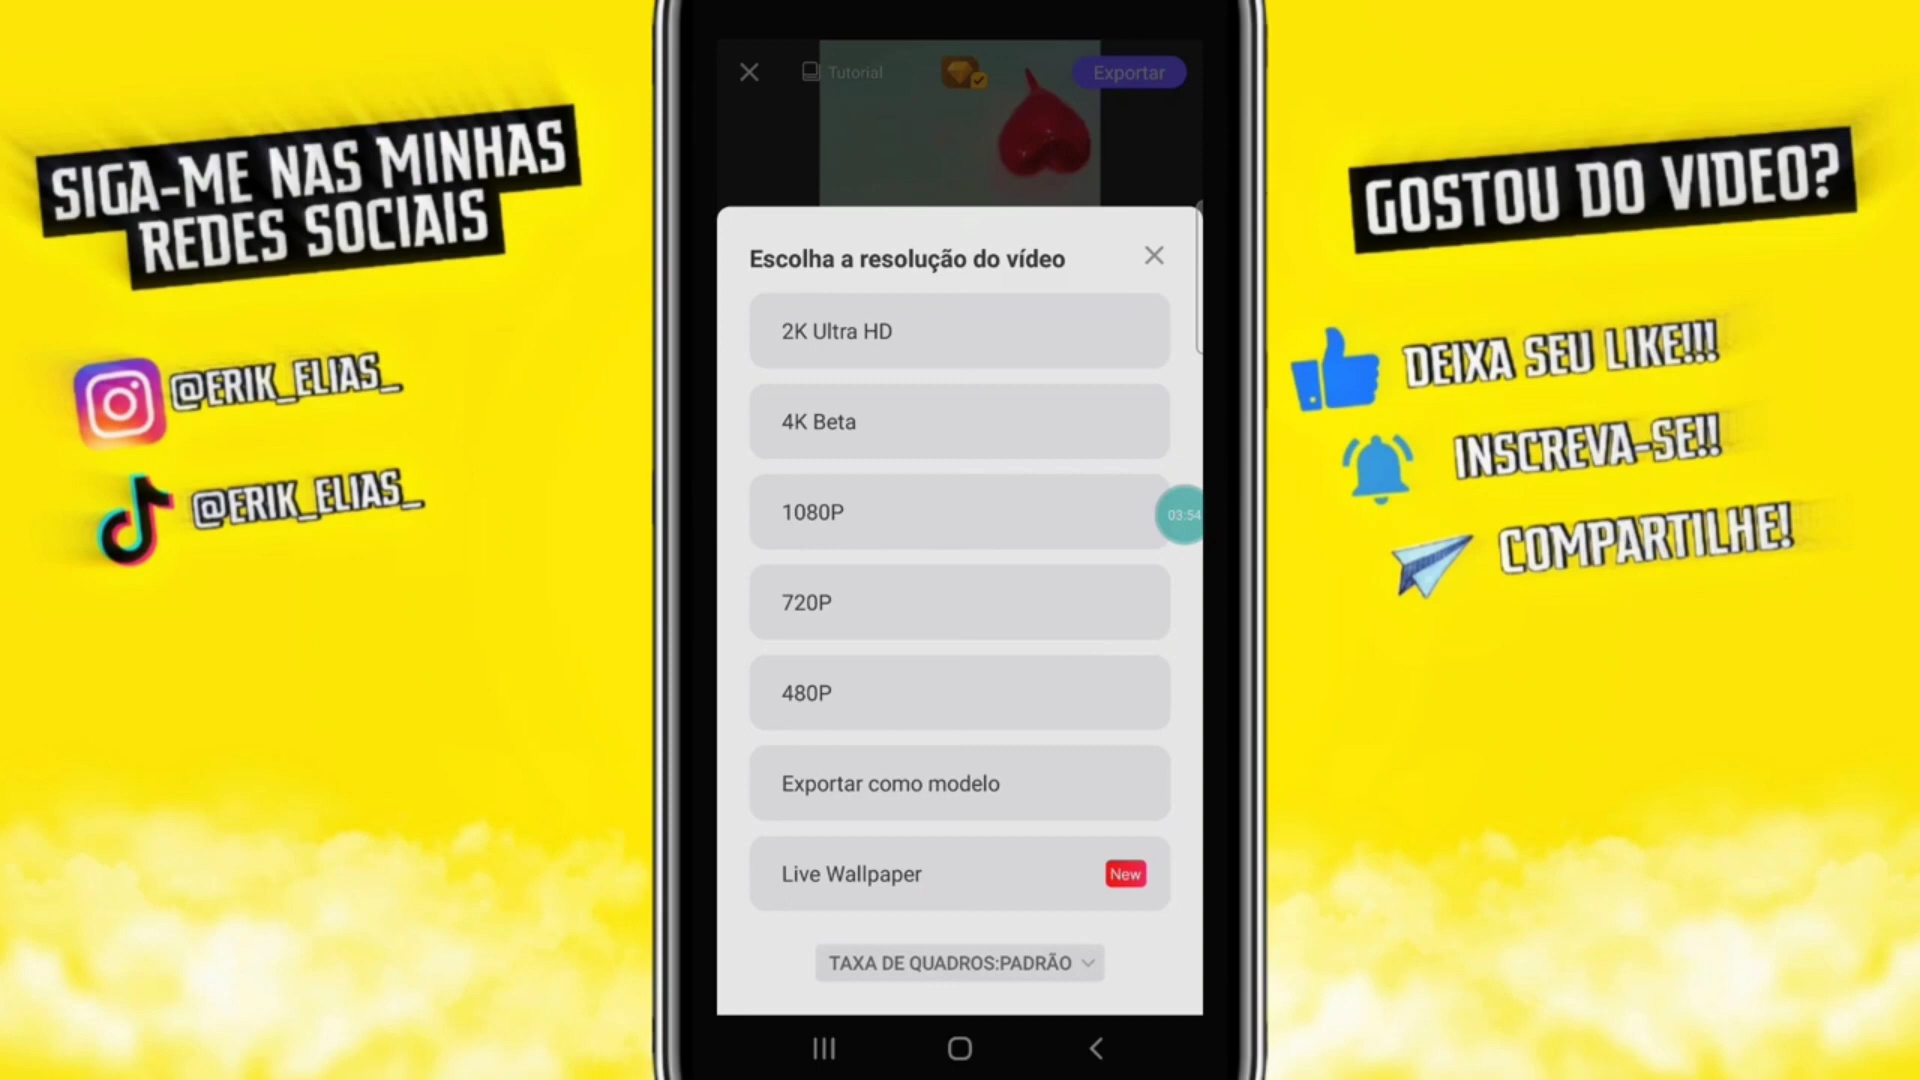 SIGA-ME NAS MINHAS
REDES SOCIAIS
@ERIK_ELIAS_
@ERIK_ELIAS_
Tutorial
Exportar
Escolha a resolução do vídeo
2K Ultra HD
4K Beta
1080P
03:54
720P
480P
Exportar como modelo
Live Wallpaper
New
TAXA DE QUADROS:PADRÃO
GOSTOU DO VIDEO?
DEIXA SEU LIKE!!!
INSCREVA-SE!!
COMPARTILHE!